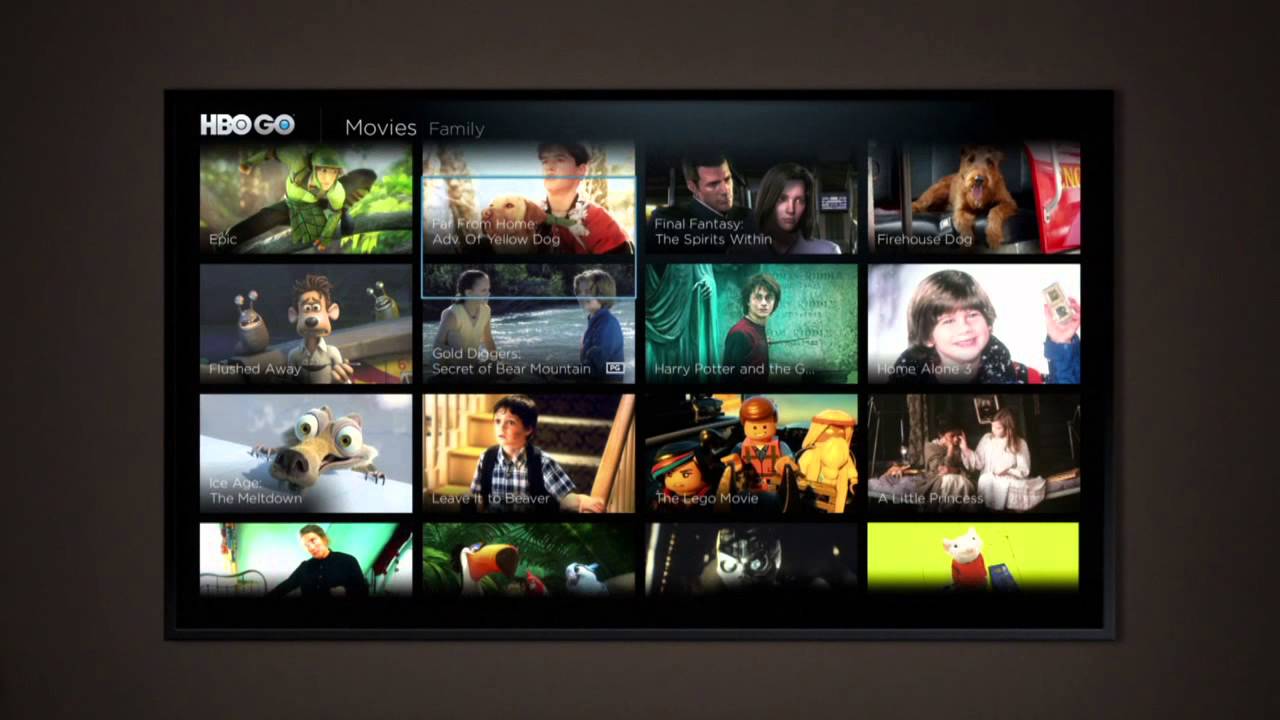 HBO GO
Movies Family
Epic
Far From Home:
Adv. Of Yellow Dog
Final Fantasy:
The Spirits Within
Firehouse Dog
Flushed Away
Gold Diggers:
Secret of Bear Mountain PG
Harry Potter and the G...
Home Alone 3
Ice Age:
The Meltdown
Leave It to Beaver
The Lego Movie
A Little Princess